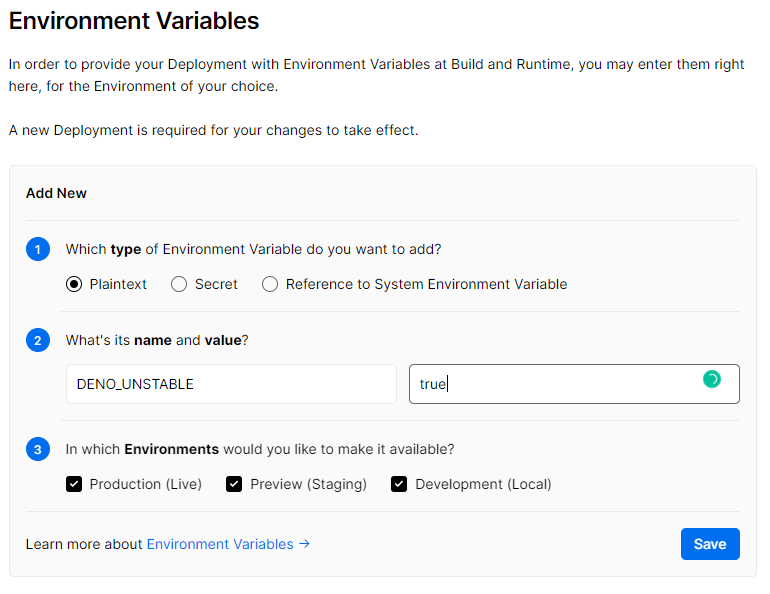 Environment Variables
In order to provide your Deployment with Environment Variables at Build and Runtime, you may enter them right
here, for the Environment of your choice.
A new Deployment is required for your changes to take effect.
Add New
1 Which type of Environment Variable do you want to add?
Plaintext Secret Reference to System Environment Variable
2 What's its name and value?
DENO_UNSTABLE true
3 In which Environments would you like to make it available?
Production (Live) Preview (Staging) Development (Local)
Learn more about Environment Variables → Save